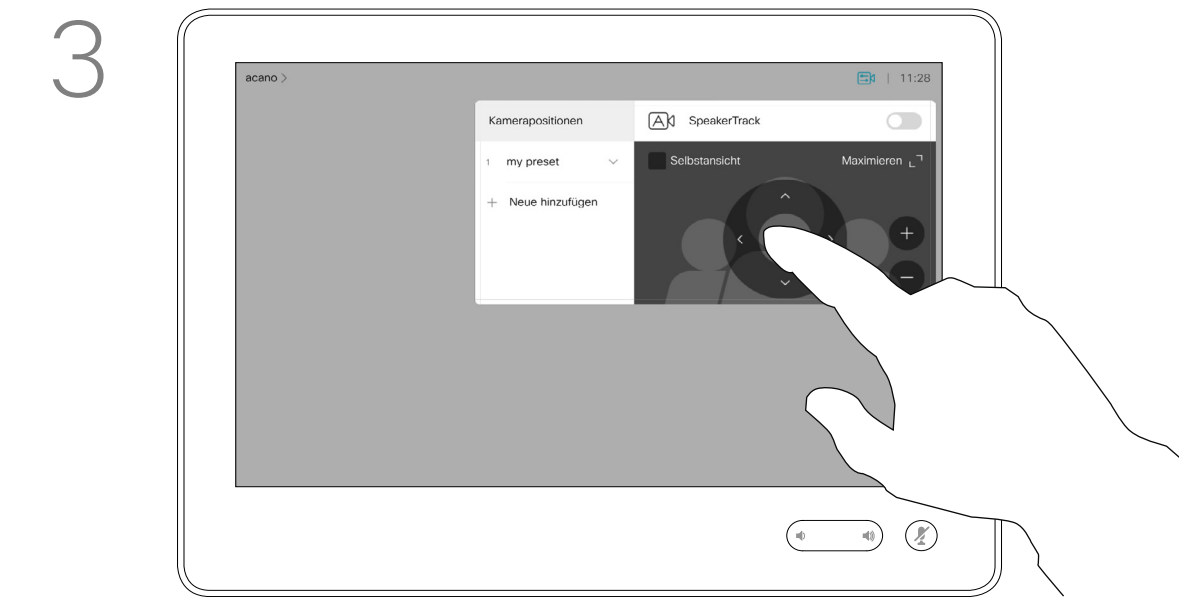 3
acano >
11:28
Kamerapositionen
SpeakerTrack
1 my preset
Selbstansicht
Maximieren
+ Neue hinzufügen
+
−